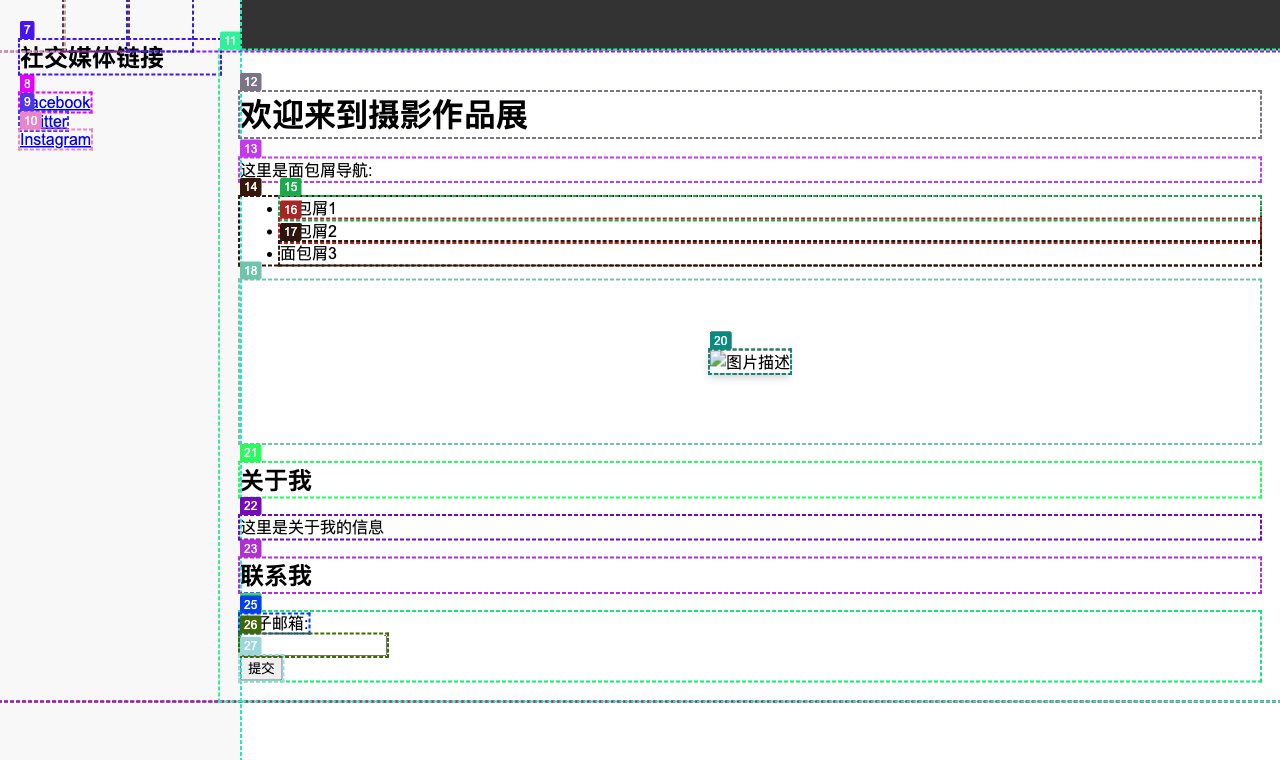 7
社交媒体链接
8
acebook
9
itter
10
Instagram
11
12
欢迎来到摄影作品展
13
这里是面包屑导航:
14
15
包屑1
16
包屑2
17
面包屑3
18
20
图片描述
21
关于我
22
这里是关于我的信息
23
联系我
25
子邮箱:
26
27
提交